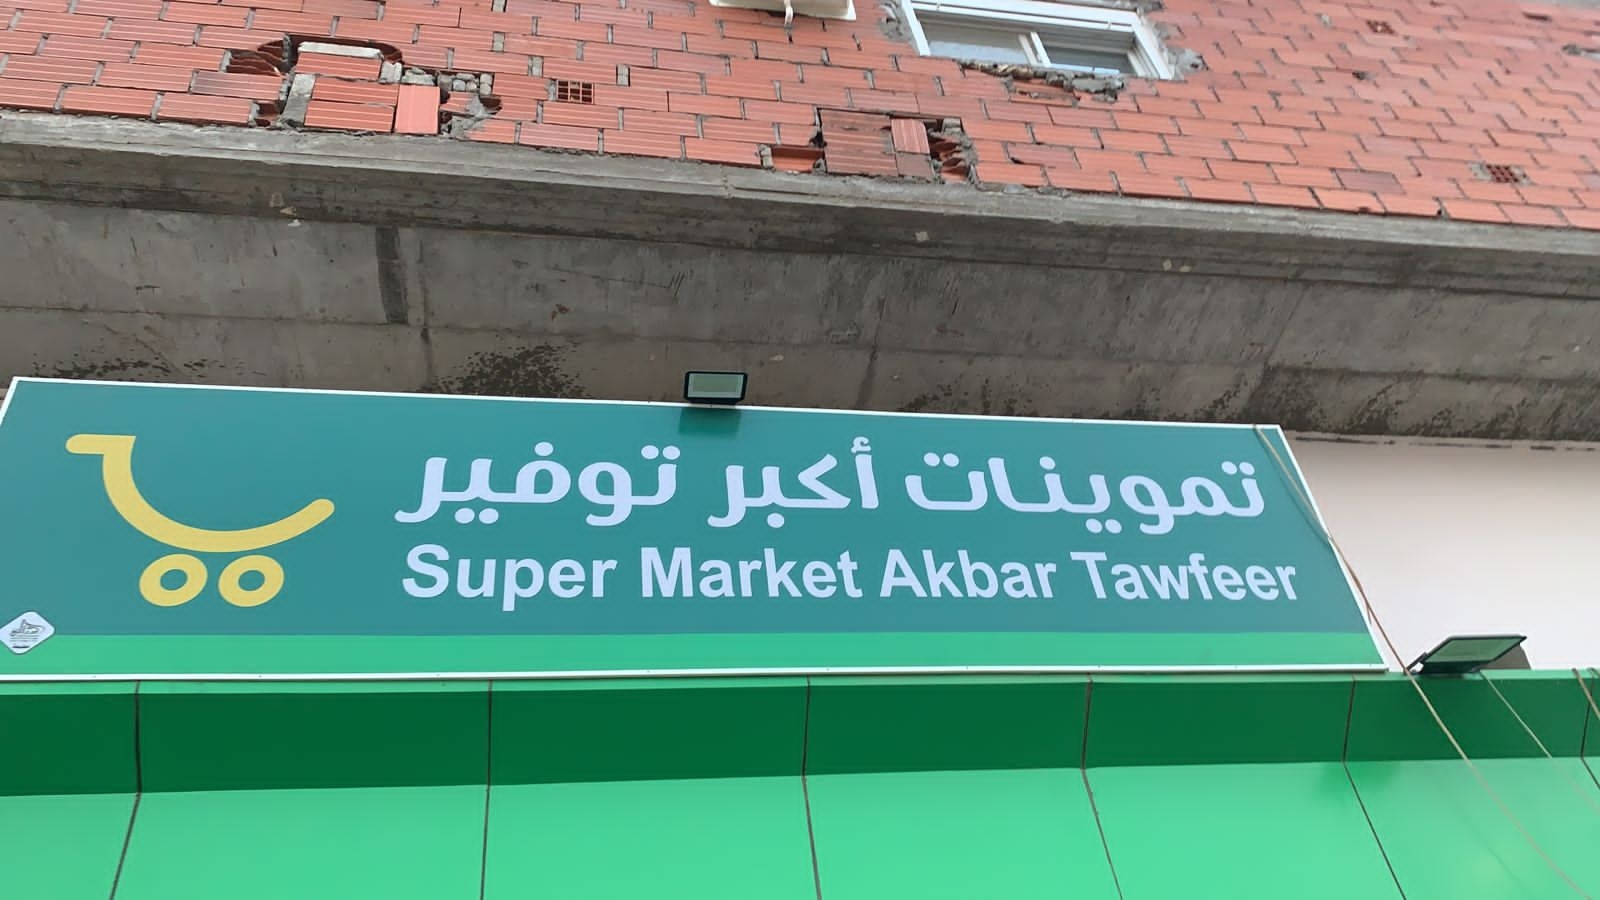 تموينات أكبر توفير
Super Market Akbar Tawfeer